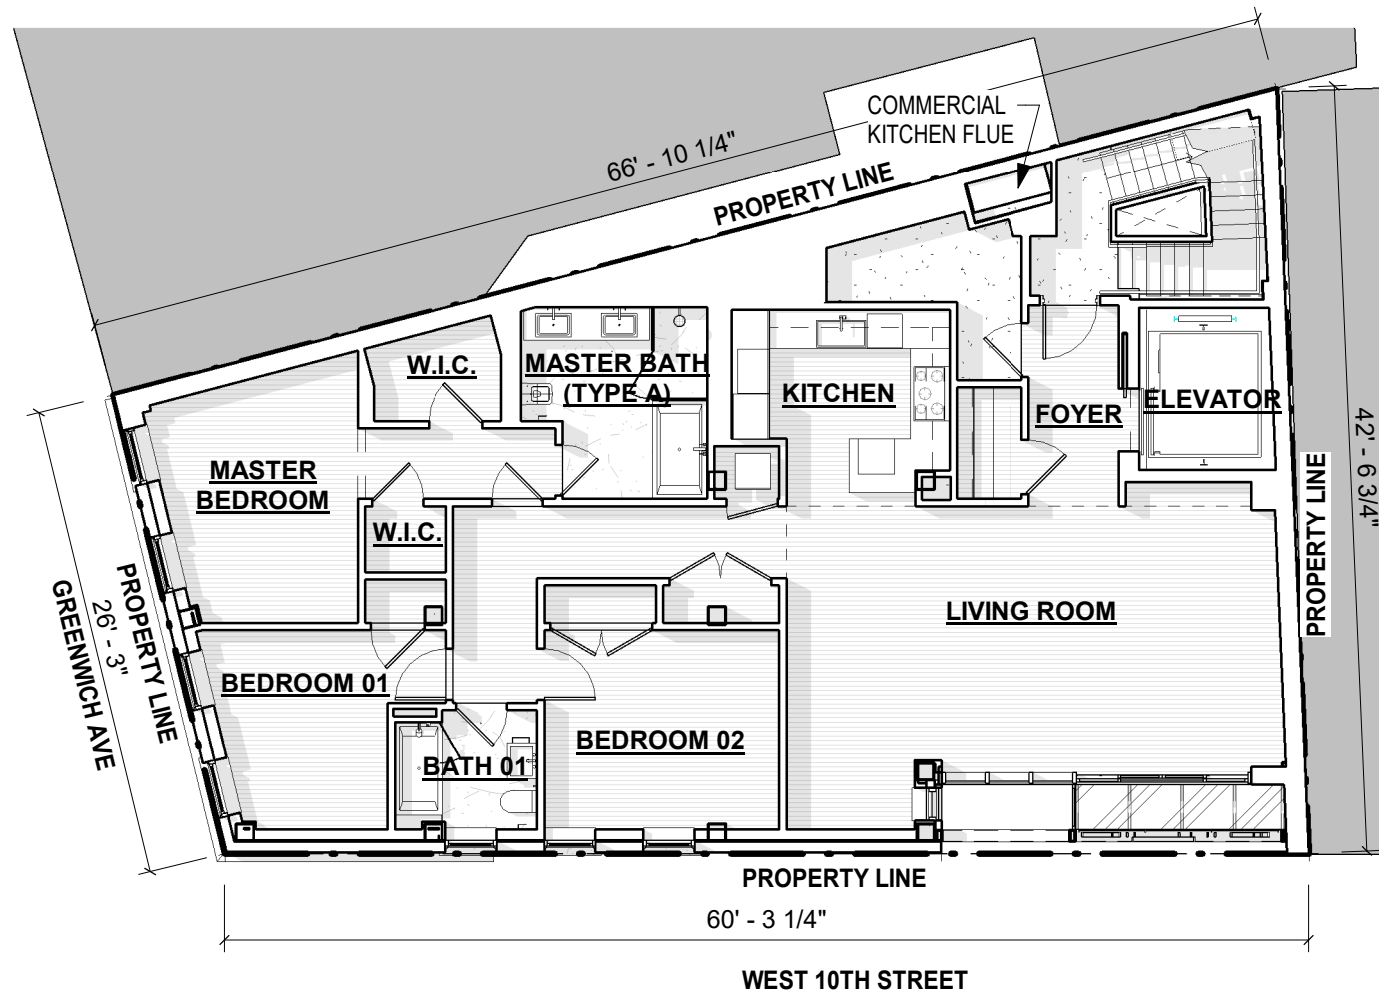 COMMERCIAL
KITCHEN FLUE
66' - 10 1/4"
PROPERTY LINE
W.I.C.
MASTER BATH
(TYPE A)
KITCHEN
FOYER
ELEVATOR
MASTER
BEDROOM
W.I.C.
42' - 6 3/4"
PROPERTY LINE
LIVING ROOM
PROPERTY LINE
26' - 3"
GREENWICH AVE
BEDROOM 01
BEDROOM 02
BATH 01
PROPERTY LINE
60' - 3 1/4"
WEST 10TH STREET